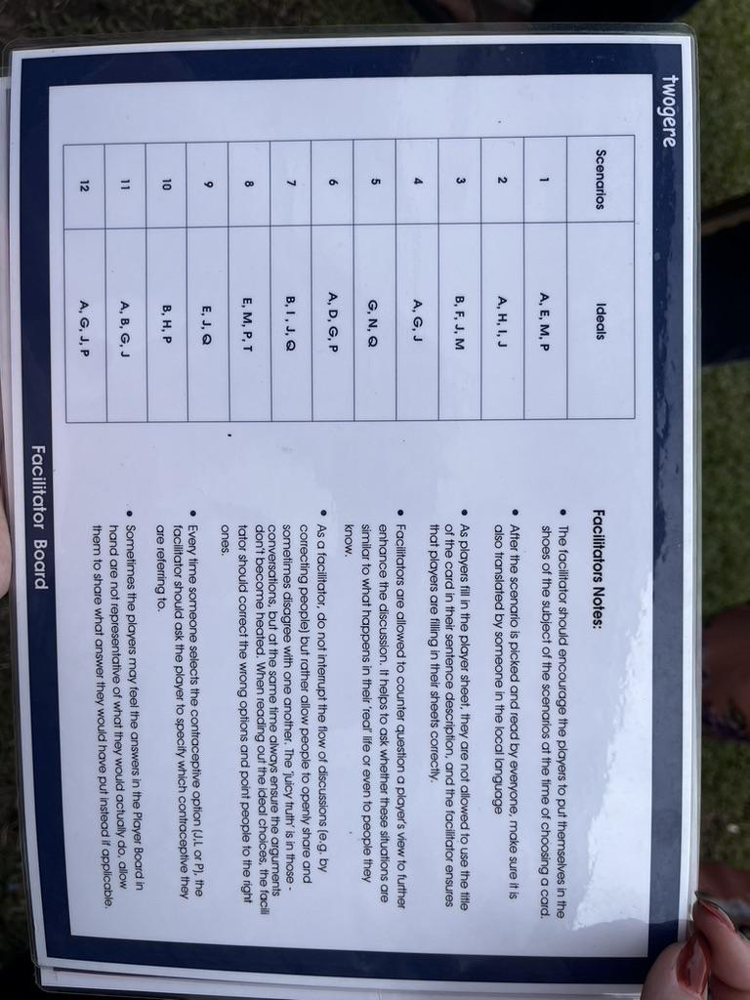 twogere
Scenarios Ideals
1 A, E, M, P
2 A, H, I, J
3 B, F, J, M
4 A, G, J
5 G, N, Q
6 A, D, G, P
7 B, I, J, Q
8 E, M, P, T
9 E, J, Q
10 B, H, P
11 A, B, G, J
12 A, G, J, P
Facilitators Notes:
• The facilitator should encourage the players to put themselves in the
shoes of the subject of the scenarios at the time of choosing a card.
• After the scenario is picked and read by everyone, make sure it is
also translated by someone in the local language
• As players fill in the player sheet, they are not allowed to use the title
of the card in their sentence description, and the facilitator ensures
that players are filling in their sheets correctly.
• Facilitators are allowed to counter question a player's view to further
enhance the discussion. It helps to ask whether these situations are
similar to what happens in their 'real' life or even to people they
know.
• As a facilitator, do not interrupt the flow of discussions (e.g. by
correcting people) but rather allow people to openly share and
sometimes disagree with one another. The 'juicy truth' is in those -
conversations, but at the same time always ensure the arguments
don't become heated. When reading out the ideal choices, the facili
tator should correct the wrong options and point people to the right
ones.
• Every time someone selects the contraceptive option (J,L or P), the
facilitator should ask the player to specify which contraceptive they
are referring to.
• Sometimes the players may feel the answers in the Player Board in
hand are not representative of what they would actually do, allow
them to share what answer they would have put instead if applicable.
Facilitator Board